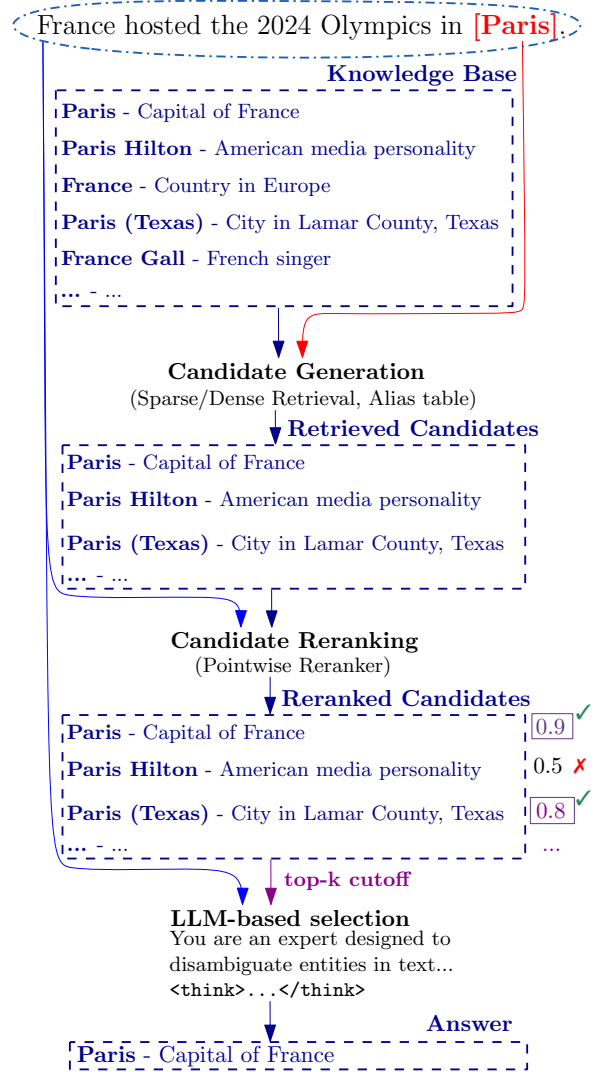 France hosted the 2024 Olympics in [Paris].
Knowledge Base
Paris - Capital of France
Paris Hilton - American media personality
France - Country in Europe
Paris (Texas) - City in Lamar County, Texas
France Gall - French singer
... - ...
Candidate Generation
(Sparse/Dense Retrieval, Alias table)
Retrieved Candidates
Paris - Capital of France
Paris Hilton - American media personality
Paris (Texas) - City in Lamar County, Texas
... - ...
Candidate Reranking
(Pointwise Reranker)
Reranked Candidates
Paris - Capital of France 0.9 ✓
Paris Hilton - American media personality 0.5 ✗
Paris (Texas) - City in Lamar County, Texas 0.8 ✓
... - ... ...
top-k cutoff
LLM-based selection
You are an expert designed to
disambiguate entities in text...
<think>...</think>
Answer
Paris - Capital of France